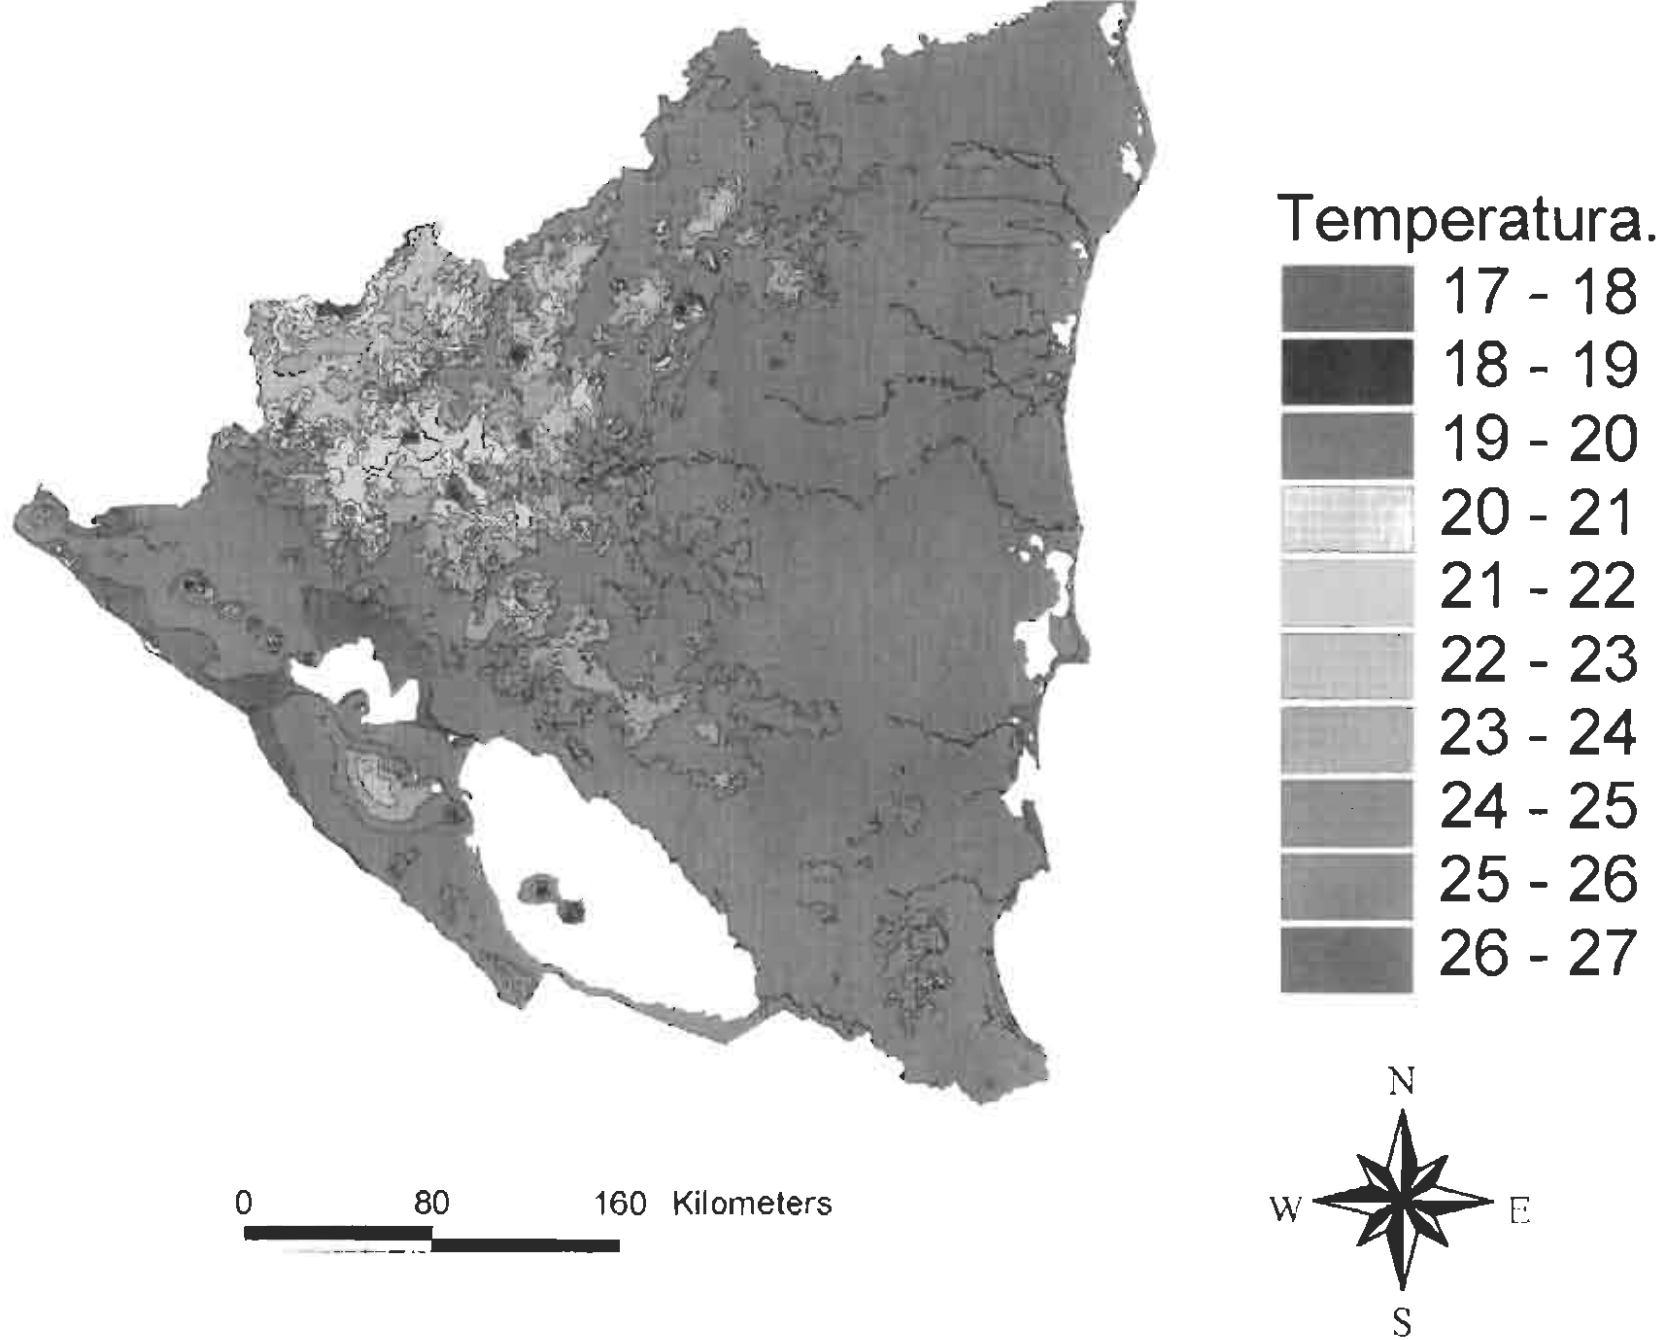 Temperatura.
17 - 18
18 - 19
19 - 20
20 - 21
21 - 22
22 - 23
23 - 24
24 - 25
25 - 26
26 - 27
N
W E
S
0 80 160 Kilometers